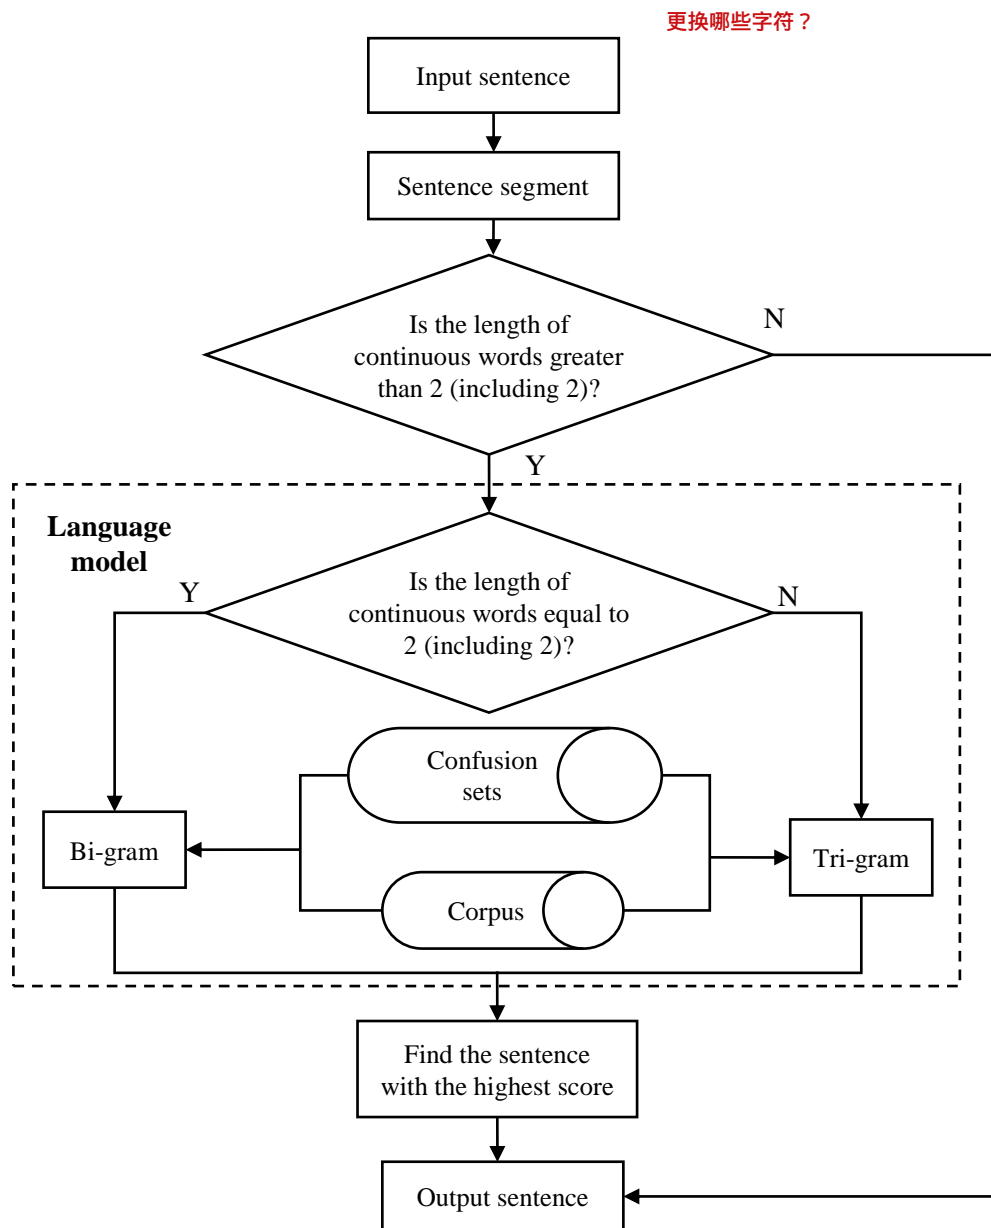 更换哪些字符？
Input sentence
Sentence segment
Is the length of
continuous words greater
than 2 (including 2)?
N
Y
Language
model
Is the length of
continuous words equal to
2 (including 2)?
Y
N
Confusion
sets
Bi-gram
Tri-gram
Corpus
Find the sentence
with the highest score
Output sentence